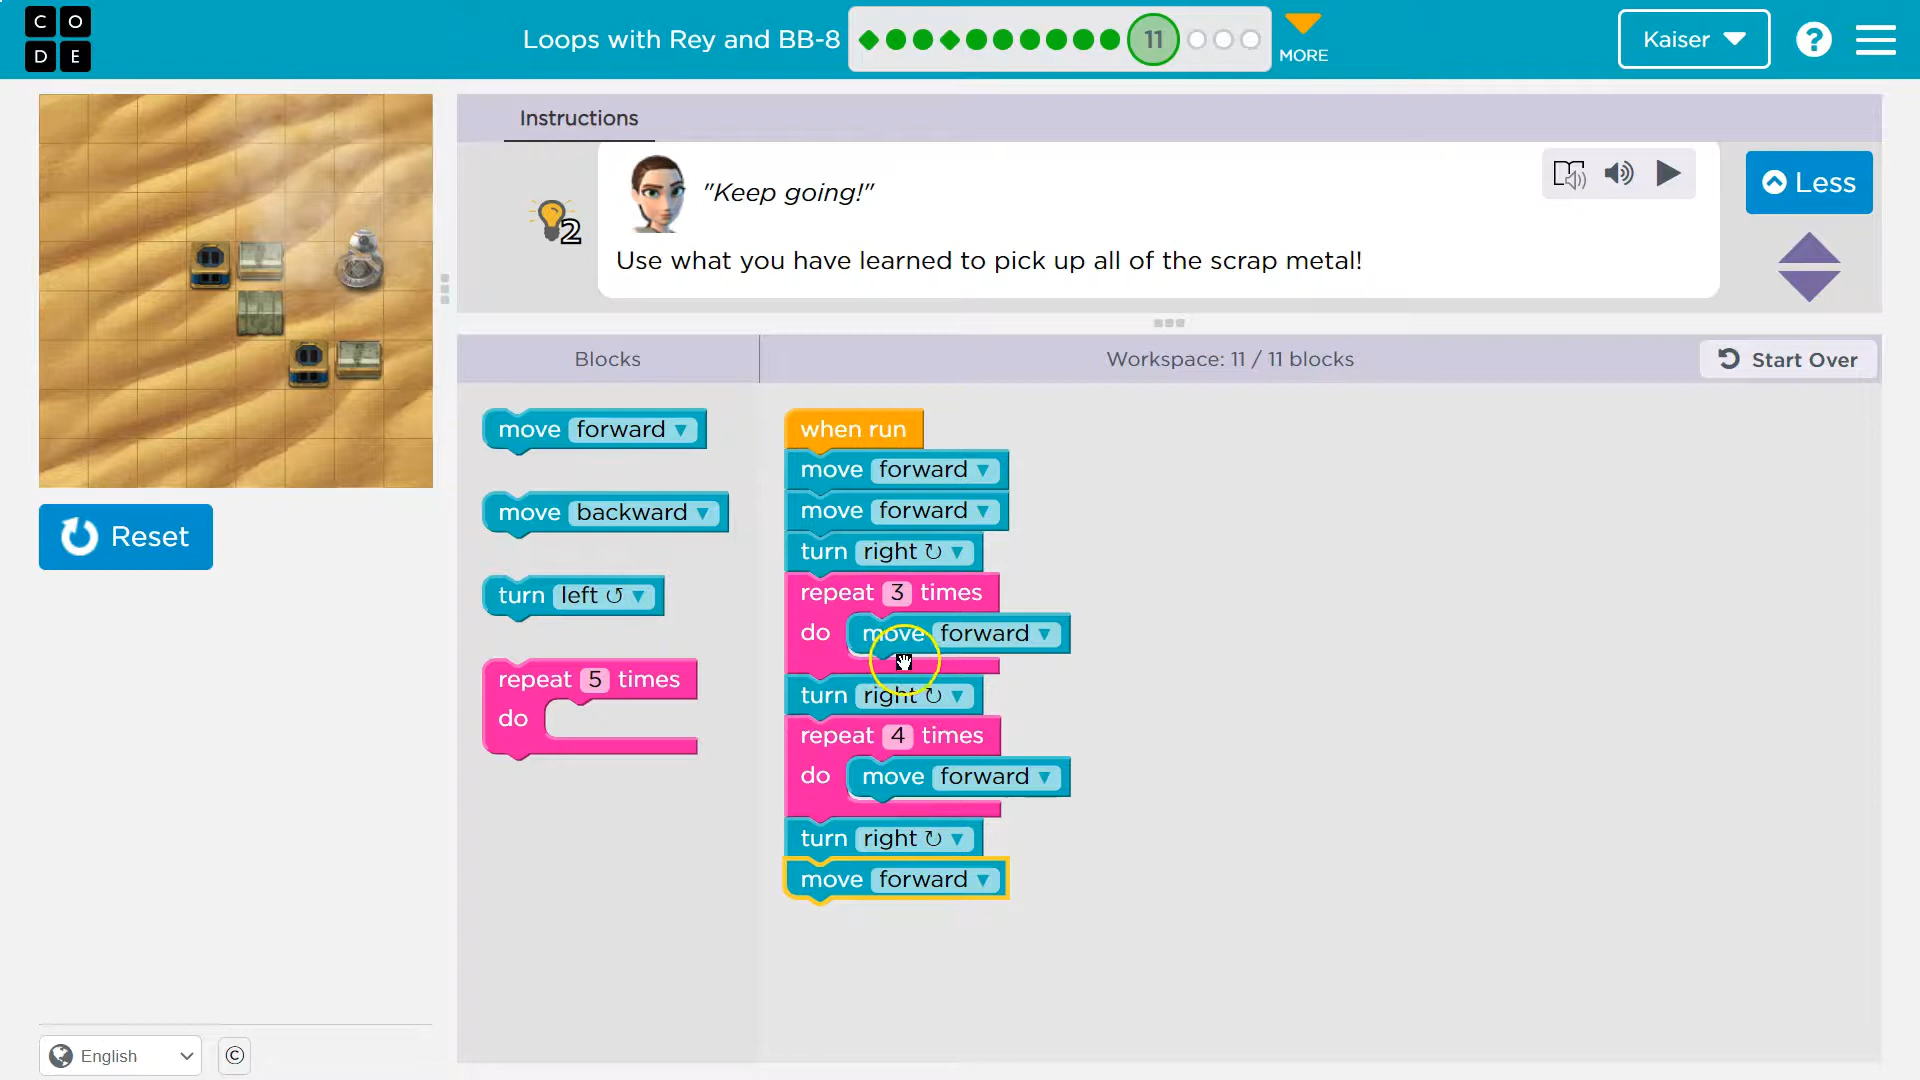 CO
DE
Loops with Rey and BB-8
11
MORE
Kaiser
?
Instructions
2
"Keep going!"
Use what you have learned to pick up all of the scrap metal!
Less
Blocks
Workspace: 11 / 11 blocks
Start Over
move forward
move backward
turn left
repeat 5 times
do
when run
move forward
move forward
turn right
repeat 3 times
do move forward
turn right
repeat 4 times
do move forward
turn right
move forward
Reset
English
©